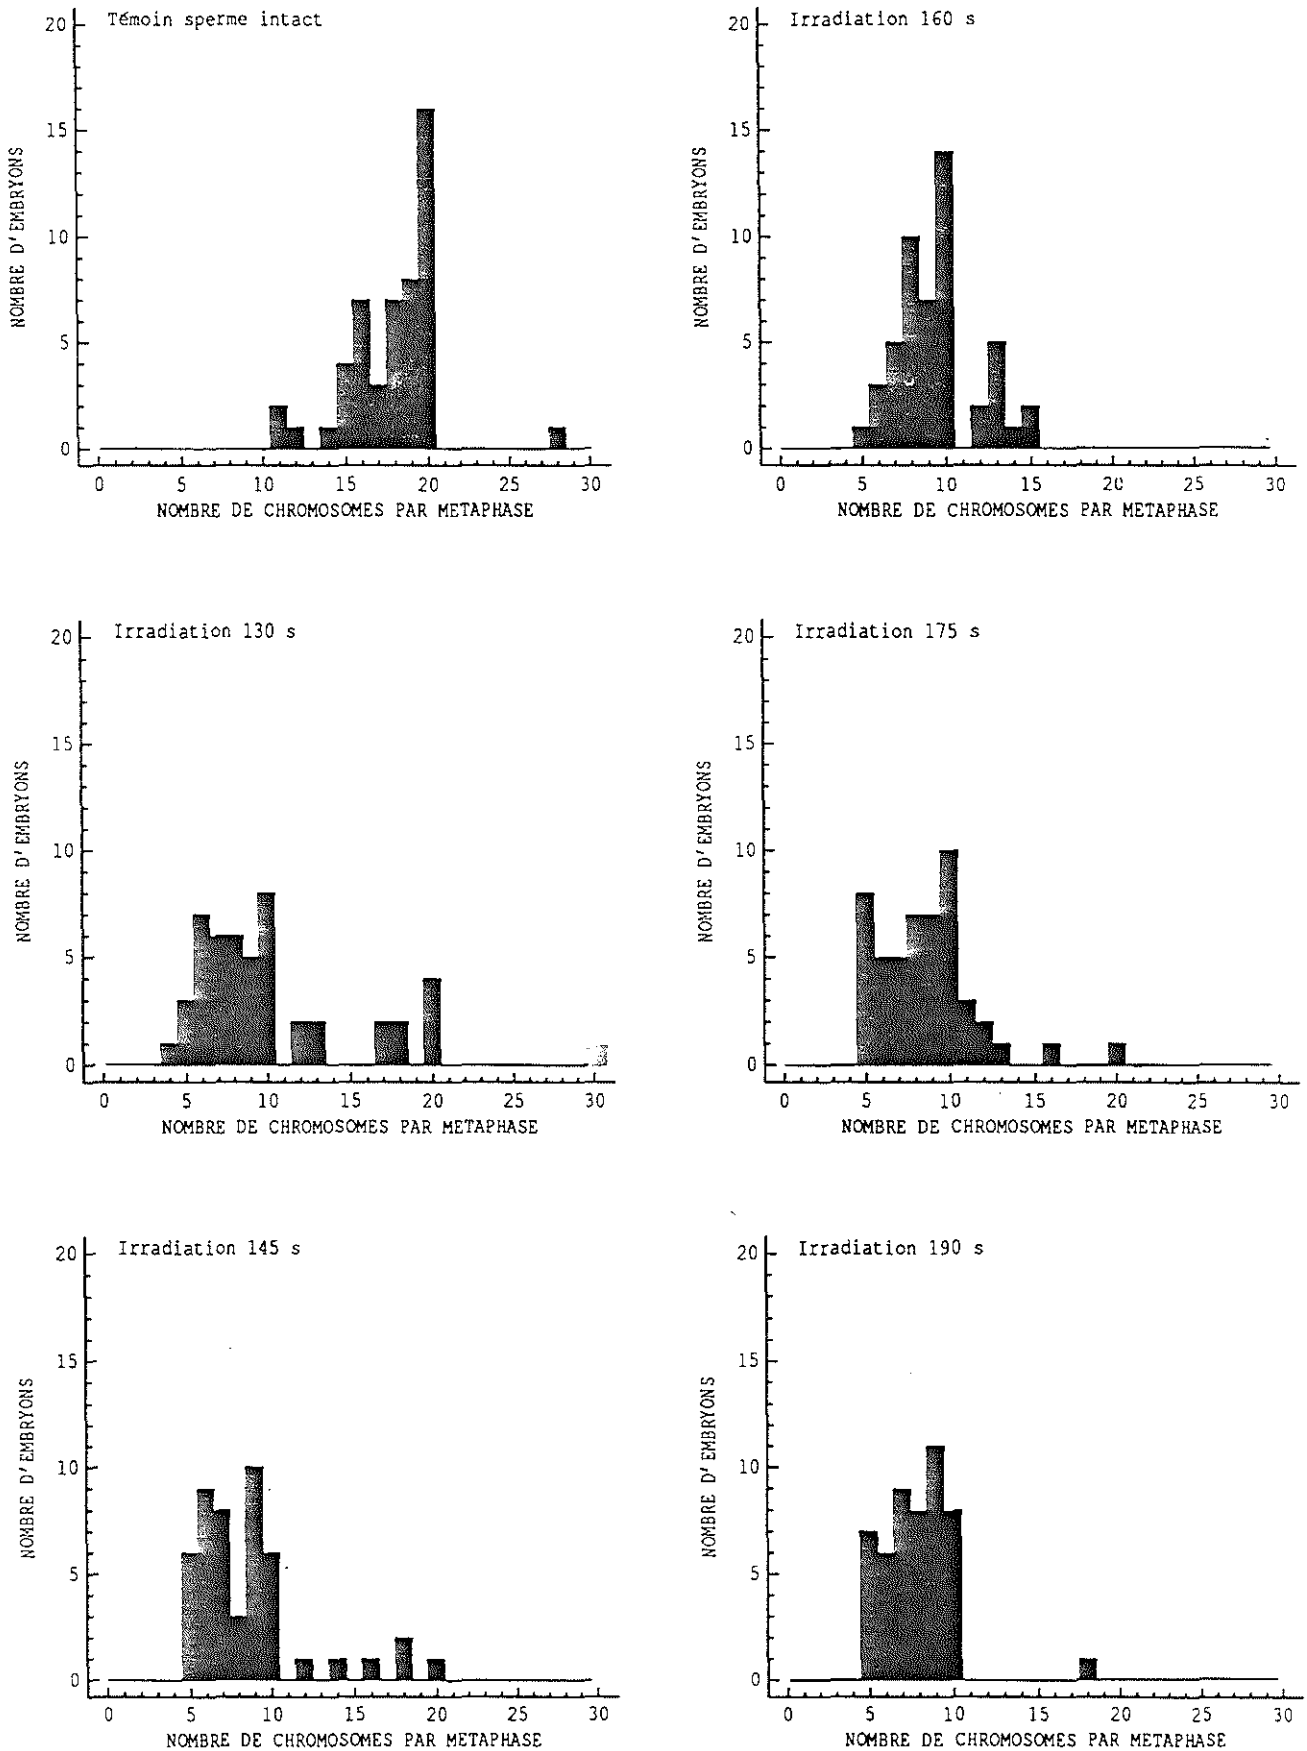 Témoin sperme intact
NOMBRE D'EMBRYONS
20
15
10
5
0
0 5 10 15 20 25 30
NOMBRE DE CHROMOSOMES PAR METAPHASE
Irradiation 160 s
NOMBRE D'EMBRYONS
20
15
10
5
0
0 5 10 15 20 25 30
NOMBRE DE CHROMOSOMES PAR METAPHASE
Irradiation 130 s
NOMBRE D'EMBRYONS
20
15
10
5
0
0 5 10 15 20 25 30
NOMBRE DE CHROMOSOMES PAR METAPHASE
Irradiation 175 s
NOMBRE D'EMBRYONS
20
15
10
5
0
0 5 10 15 20 25 30
NOMBRE DE CHROMOSOMES PAR METAPHASE
Irradiation 145 s
NOMBRE D'EMBRYONS
20
15
10
5
0
0 5 10 15 20 25 30
NOMBRE DE CHROMOSOMES PAR METAPHASE
Irradiation 190 s
NOMBRE D'EMBRYONS
20
15
10
5
0
0 5 10 15 20 25 30
NOMBRE DE CHROMOSOMES PAR METAPHASE